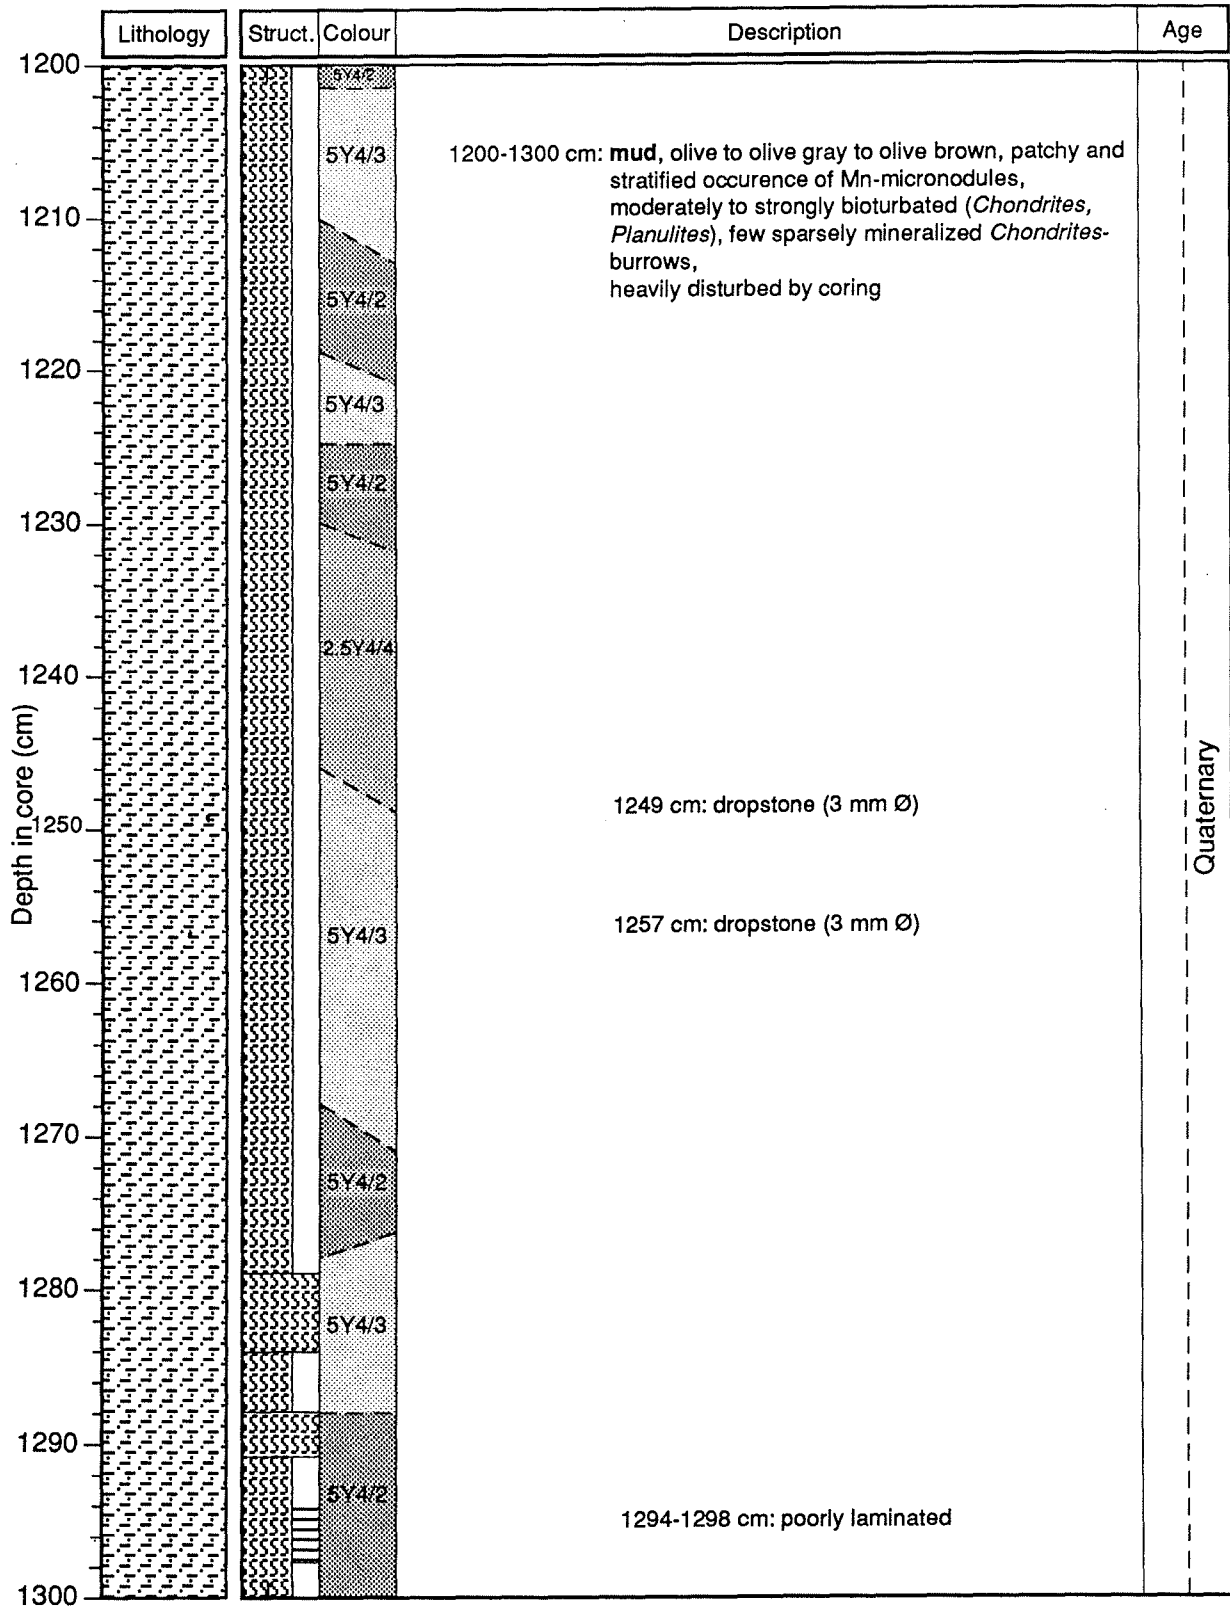 Lithology Struct. Colour Description Age
1200
5Y4/2
5Y4/3
1200-1300 cm: mud, olive to olive gray to olive brown, patchy and
stratified occurence of Mn-micronodules,
moderately to strongly bioturbated (Chondrites,
Planulites), few sparsely mineralized Chondrites-
burrows,
heavily disturbed by coring
1210
5Y4/2
1220
5Y4/3
5Y4/2
1230
2.5Y4/4
1240
Depth in core (cm)
1249 cm: dropstone (3 mm Ø)
1250
Quaternary
1257 cm: dropstone (3 mm Ø)
5Y4/3
1260
1270
5Y4/2
1280
5Y4/3
1290
5Y4/2
1294-1298 cm: poorly laminated
1300